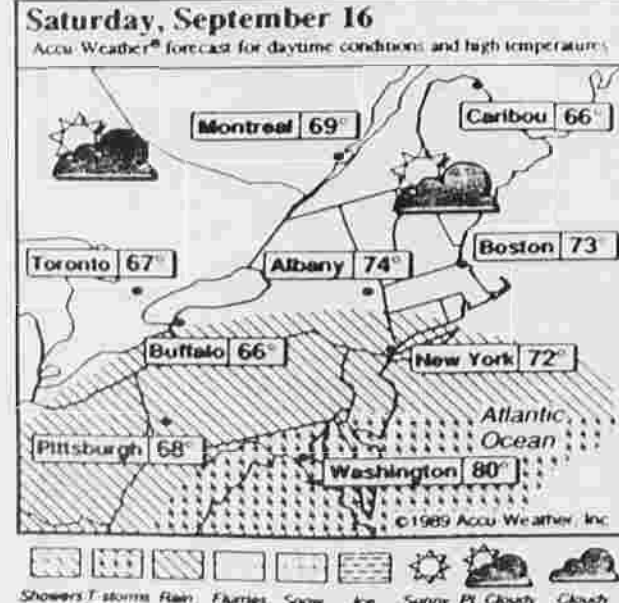 Saturday, September 16
Accu-Weather® forecast for daytime conditions and high temperatures
Montreal 69°
Caribou 66°
Toronto 67°
Albany 74°
Boston 73°
Buffalo 66°
New York 72°
Atlantic
Ocean
Pittsburgh 68°
Washington 80°
©1989 Accu-Weather, Inc
Showers T-storms Rain Flurries Snow Ice Sunny Pt. Cloudy Cloudy